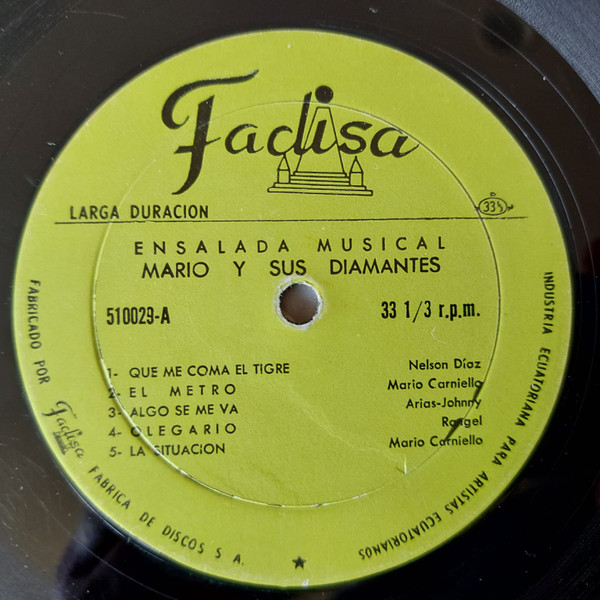 Fadisa
LARGA DURACION
33⅓
ENSALADA MUSICAL
MARIO Y SUS DIAMANTES
510029-A 33 1/3 r.p.m.
1- QUE ME COMA EL TIGRE Nelson Díaz
2- EL METRO Mario Carniello
3- ALGO SE ME VA Arias-Johnny
4- OLEGARIO Rangel
5- LA SITUACION Mario Carniello
FABRICADO POR Fadisa FABRICA DE DISCOS S A.
INDUSTRIA ECUATORIANA PARA ARTISTAS ECUATORIANOS